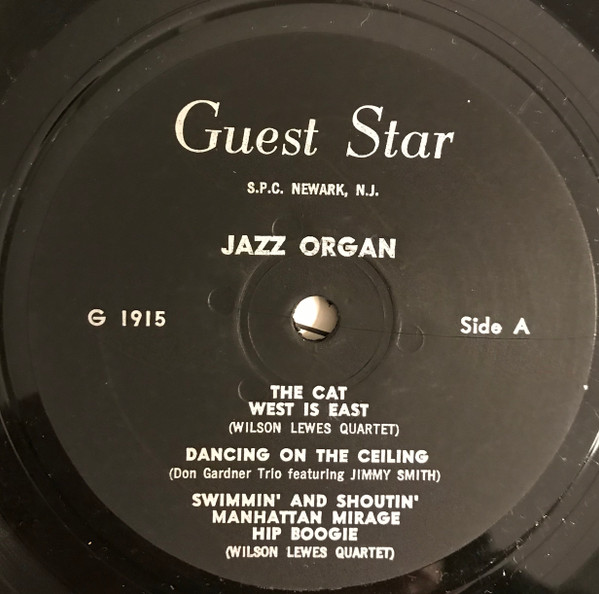 Guest Star
S.P.C. NEWARK, N.J.
JAZZ ORGAN
G 1915
Side A
THE CAT
WEST IS EAST
(WILSON LEWES QUARTET)
DANCING ON THE CEILING
(Don Gardner Trio featuring JIMMY SMITH)
SWIMMIN' AND SHOUTIN'
MANHATTAN MIRAGE
HIP BOOGIE
(WILSON LEWES QUARTET)